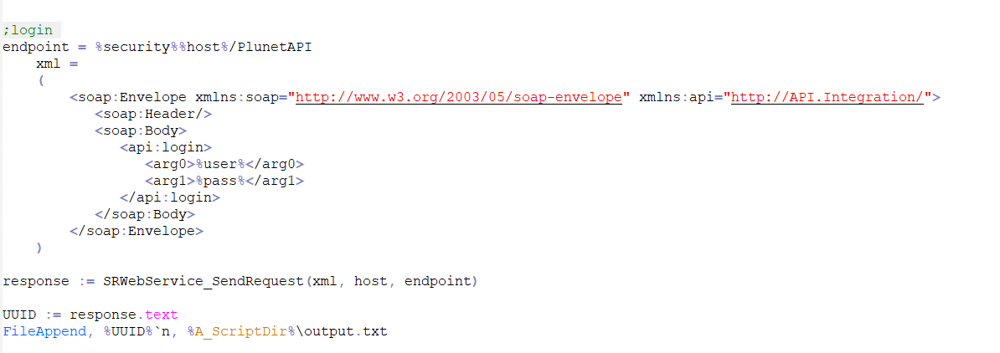 ;login
endpoint = %security%%host%/PlunetAPI
xml =
(
<soap:Envelope xmlns:soap="http://www.w3.org/2003/05/soap-envelope" xmlns:api="http://API.Integration/">
<soap:Header/>
<soap:Body>
<api:login>
<arg0>%user%</arg0>
<arg1>%pass%</arg1>
</api:login>
</soap:Body>
</soap:Envelope>
)
response := SRWebService_SendRequest(xml, host, endpoint)
UUID := response.text
FileAppend, %UUID%`n, %A_ScriptDir%\output.txt